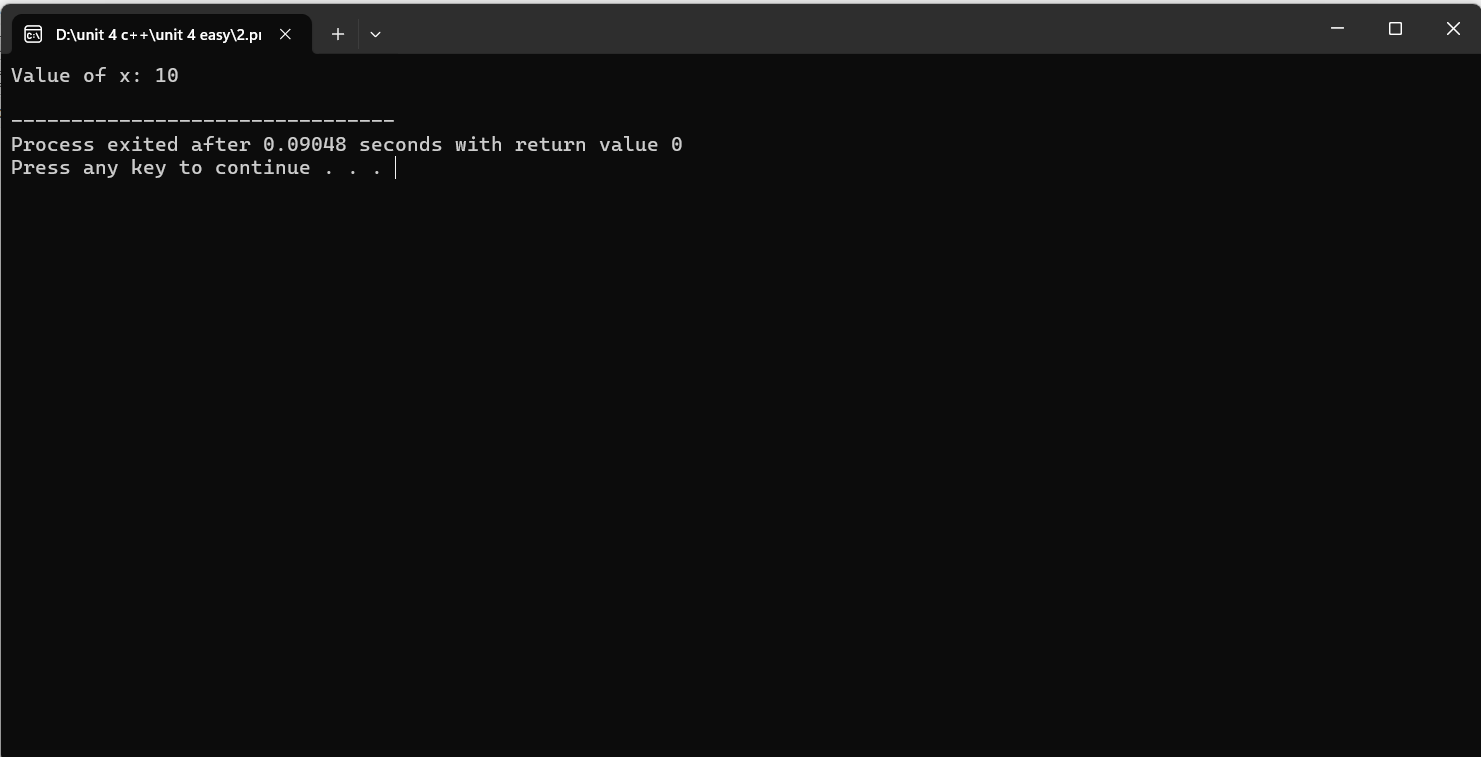 D:\unit 4 c++\unit 4 easy\2.pr
Value of x: 10
--------------------------------
Process exited after 0.09048 seconds with return value 0
Press any key to continue . . .